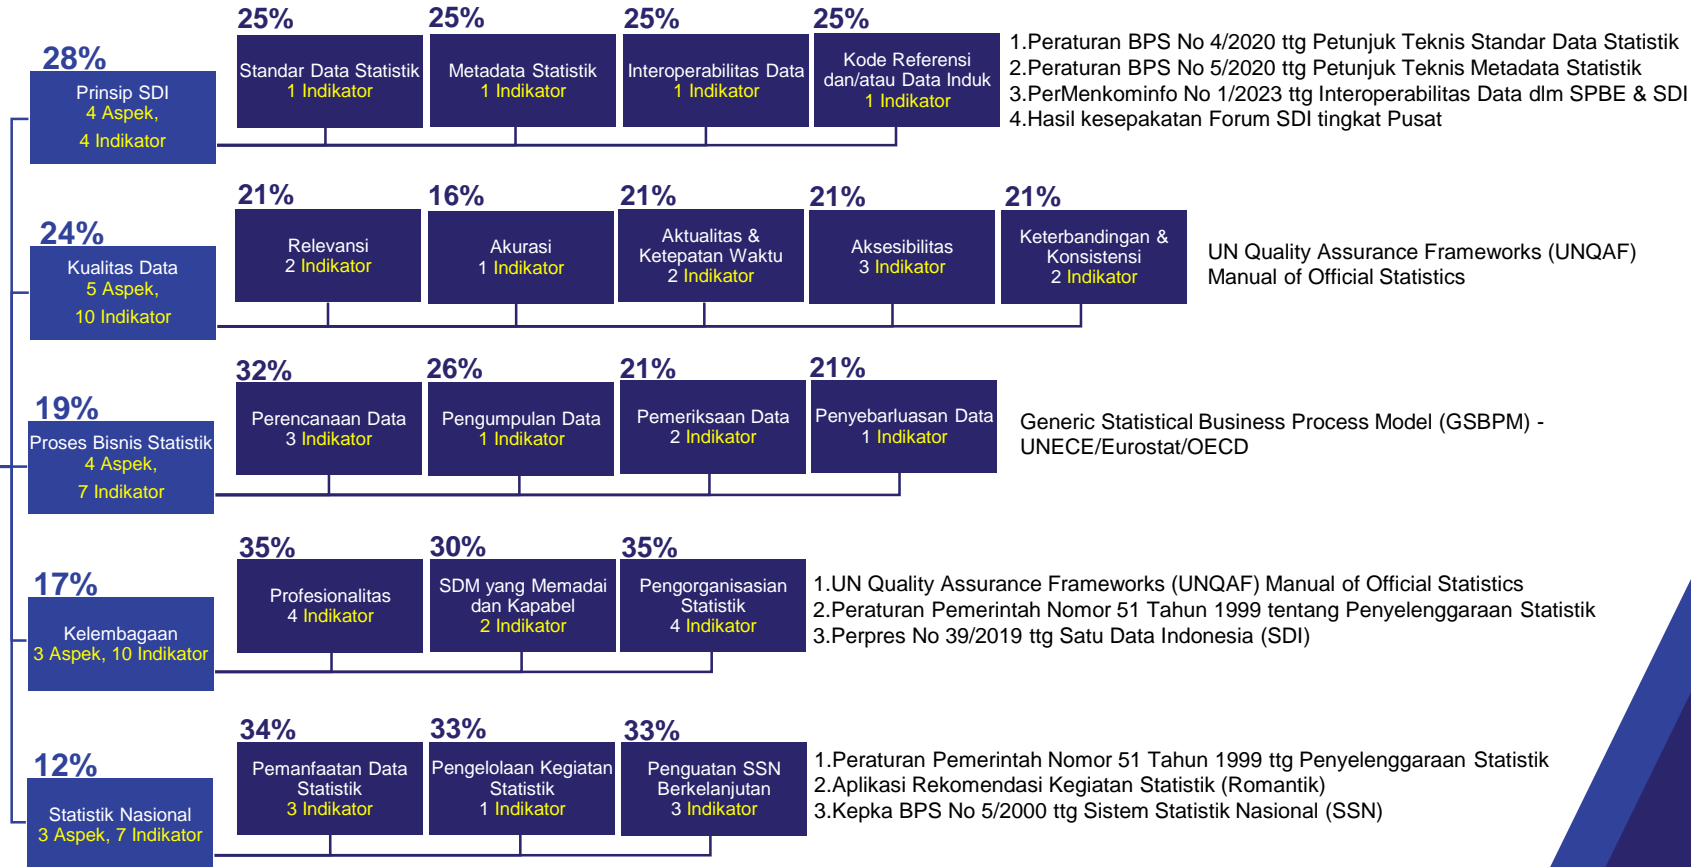 28%
Prinsip SDI
4 Aspek,
4 Indikator
25%
Standar Data Statistik
1 Indikator
25%
Metadata Statistik
1 Indikator
25%
Interoperabilitas Data
1 Indikator
25%
Kode Referensi
dan/atau Data Induk
1 Indikator
1.Peraturan BPS No 4/2020 ttg Petunjuk Teknis Standar Data Statistik
2.Peraturan BPS No 5/2020 ttg Petunjuk Teknis Metadata Statistik
3.PerMenkominfo No 1/2023 ttg Interoperabilitas Data dlm SPBE & SDI
4.Hasil kesepakatan Forum SDI tingkat Pusat
24%
Kualitas Data
5 Aspek,
10 Indikator
21%
Relevansi
2 Indikator
16%
Akurasi
1 Indikator
21%
Aktualitas &
Ketepatan Waktu
2 Indikator
21%
Aksesibilitas
3 Indikator
21%
Keterbandingan &
Konsistensi
2 Indikator
UN Quality Assurance Frameworks (UNQAF)
Manual of Official Statistics
19%
Proses Bisnis Statistik
4 Aspek,
7 Indikator
32%
Perencanaan Data
3 Indikator
26%
Pengumpulan Data
1 Indikator
21%
Pemeriksaan Data
2 Indikator
21%
Penyebarluasan Data
1 Indikator
Generic Statistical Business Process Model (GSBPM) -
UNECE/Eurostat/OECD
17%
Kelembagaan
3 Aspek, 10 Indikator
35%
Profesionalitas
4 Indikator
30%
SDM yang Memadai
dan Kapabel
2 Indikator
35%
Pengorganisasian
Statistik
4 Indikator
1.UN Quality Assurance Frameworks (UNQAF) Manual of Official Statistics
2.Peraturan Pemerintah Nomor 51 Tahun 1999 tentang Penyelenggaraan Statistik
3.Perpres No 39/2019 ttg Satu Data Indonesia (SDI)
12%
Statistik Nasional
3 Aspek, 7 Indikator
34%
Pemanfaatan Data
Statistik
3 Indikator
33%
Pengelolaan Kegiatan
Statistik
1 Indikator
33%
Penguatan SSN
Berkelanjutan
3 Indikator
1.Peraturan Pemerintah Nomor 51 Tahun 1999 ttg Penyelenggaraan Statistik
2.Aplikasi Rekomendasi Kegiatan Statistik (Romantik)
3.Kepka BPS No 5/2000 ttg Sistem Statistik Nasional (SSN)